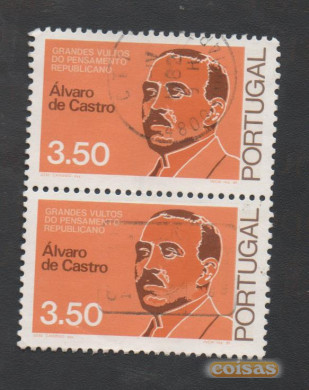 GRANDES VULTOS
DO PENSAMENTO
REPUBLICANO
Álvaro
de Castro
3.50
PORTUGAL
GRANDES VULTOS
DO PENSAMENTO
REPUBLICANO
Álvaro
de Castro
3.50
PORTUGAL
coisas